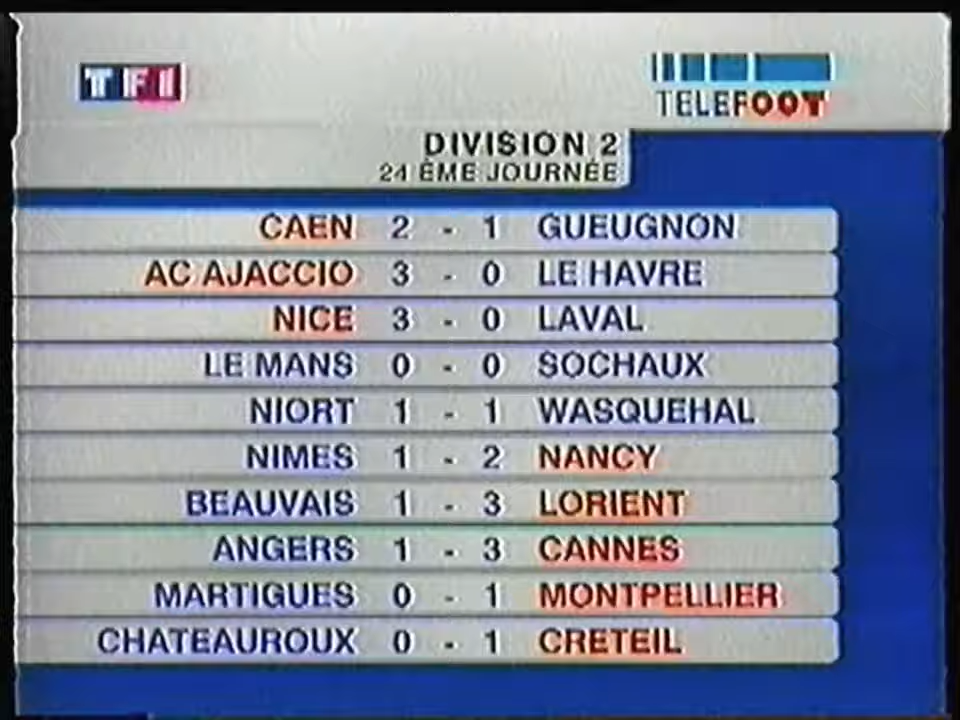 TF1
TELEFOOT
DIVISION 2
24 ÈME JOURNÉE
CAEN 2 - 1 GUEUGNON
AC AJACCIO 3 - 0 LE HAVRE
NICE 3 - 0 LAVAL
LE MANS 0 - 0 SOCHAUX
NIORT 1 - 1 WASQUEHAL
NIMES 1 - 2 NANCY
BEAUVAIS 1 - 3 LORIENT
ANGERS 1 - 3 CANNES
MARTIGUES 0 - 1 MONTPELLIER
CHATEAUROUX 0 - 1 CRETEIL